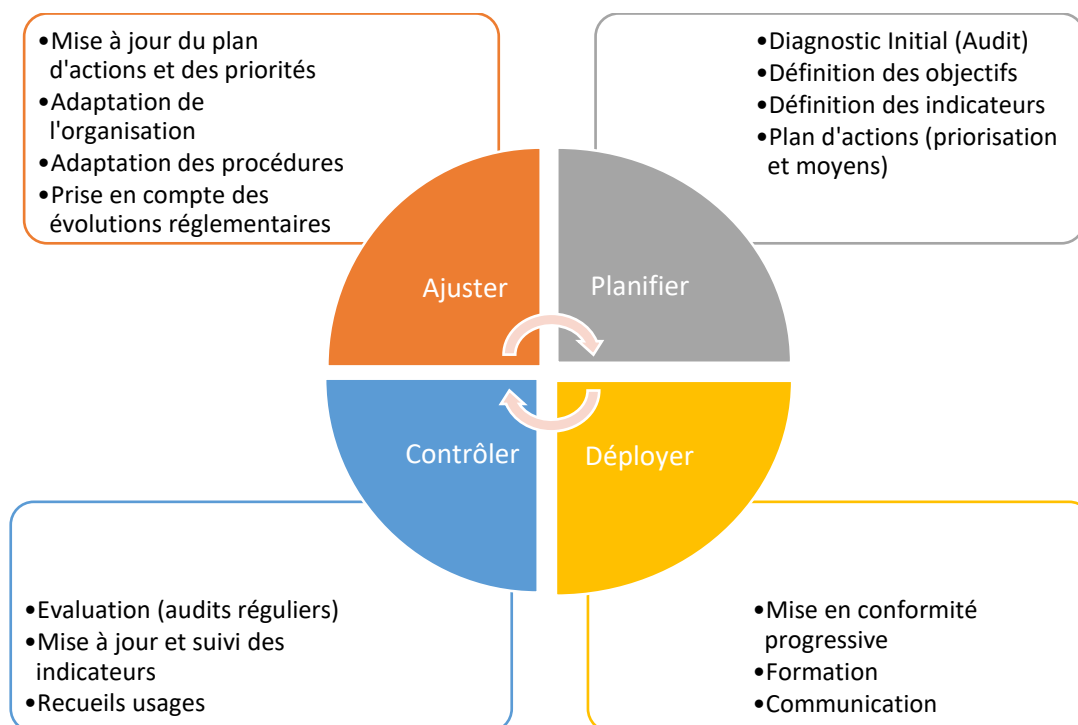 •Mise à jour du plan
d'actions et des priorités
•Adaptation de
l'organisation
•Adaptation des procédures
•Prise en compte des
évolutions réglementaires
•Diagnostic Initial (Audit)
•Définition des objectifs
•Définition des indicateurs
•Plan d'actions (priorisation
et moyens)
Ajuster
Planifier
Contrôler
Déployer
•Evaluation (audits réguliers)
•Mise à jour et suivi des
indicateurs
•Recueils usages
•Mise en conformité
progressive
•Formation
•Communication